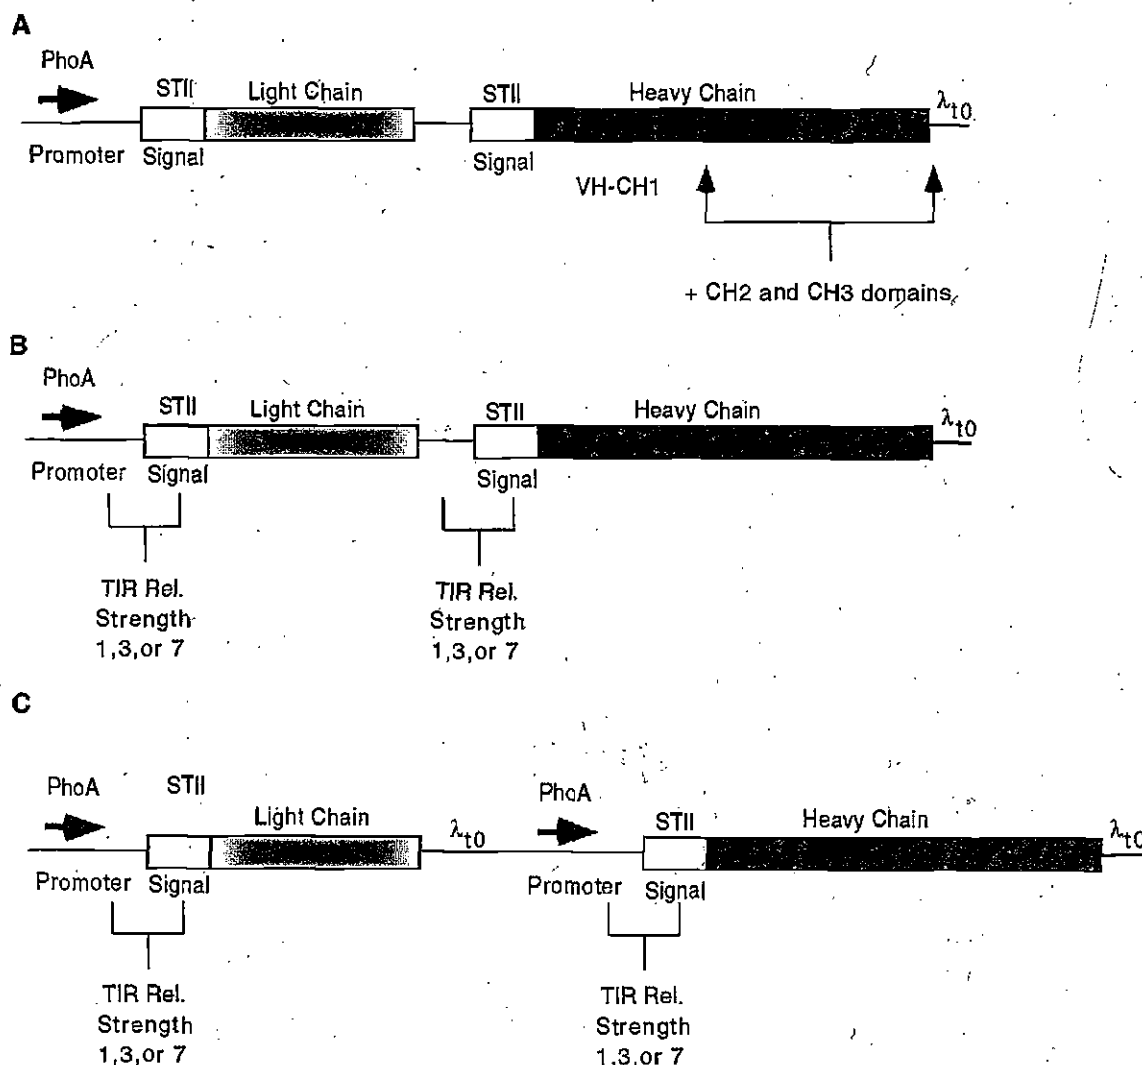 A
PhoA
STII
Light Chain
STII
Heavy Chain
λt0
Promoter
Signal
Signal
VH-CH1
+ CH2 and CH3 domains
B
PhoA
STII
Light Chain
STII
Heavy Chain
λt0
Promoter
Signal
Signal
TIR Rel.
Strength
1,3,or 7
TIR Rel.
Strength
1,3,or 7
C
PhoA
STII
Light Chain
λt0
PhoA
STII
Heavy Chain
λt0
Promoter
Signal
Promoter
Signal
TIR Rel.
Strength
1,3,or 7
TIR Rel.
Strength
1,3,or 7